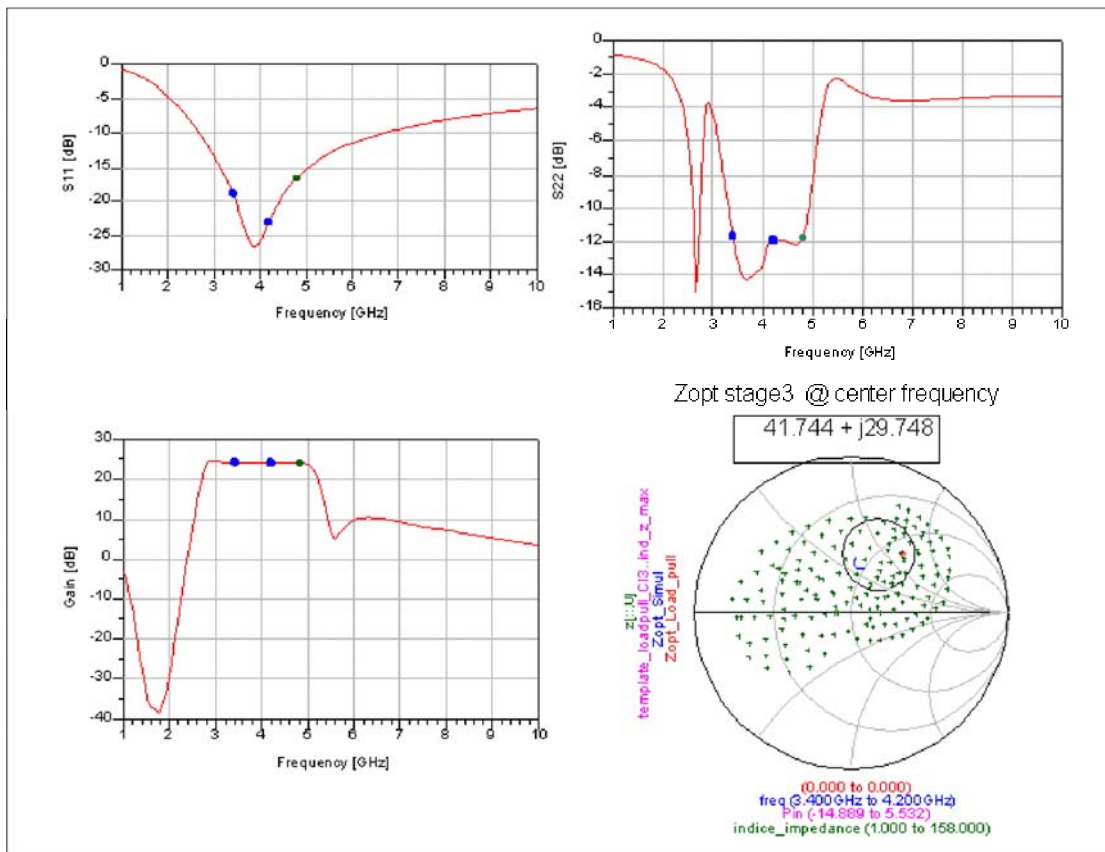 0
-5
-10
-15
-20
-25
-30
S11 [dB]
1 2 3 4 5 6 7 8 9 10
Frequency [GHz]
0
-2
-4
-6
-8
-10
-12
-14
-16
S22 [dB]
1 2 3 4 5 6 7 8 9 10
Frequency [GHz]
30
20
10
0
-10
-20
-30
-40
Gain [dB]
1 2 3 4 5 6 7 8 9 10
Frequency [GHz]
Zopt stage3 @ center frequency
41.744 + j29.748
template_loadpull_Cl3..ind_z_max
Zopt_Simul
Zopt_Load_pull
(0.000 to 0.000)
freq (3.400GHz to 4.200GHz)
Pin (-14.889 to 5.532)
indice_impedance (1.000 to 158.000)